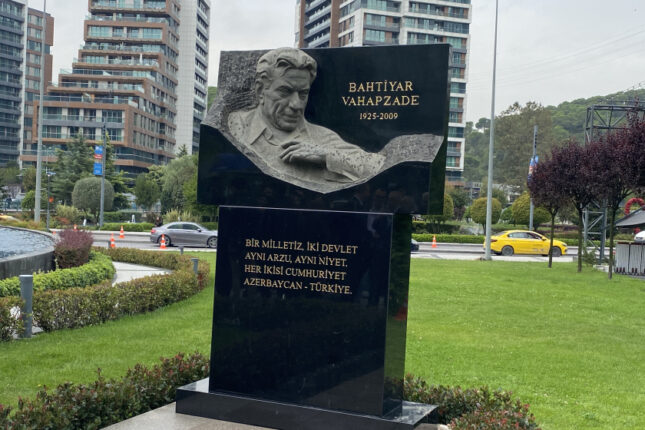 BAHTİYAR
VAHAPZADE
1925-2009
BİR MİLLETİZ, İKİ DEVLET
AYNI ARZU, AYNI NİYET,
HER İKİSİ CUMHURİYET
AZERBAYCAN - TÜRKİYE.